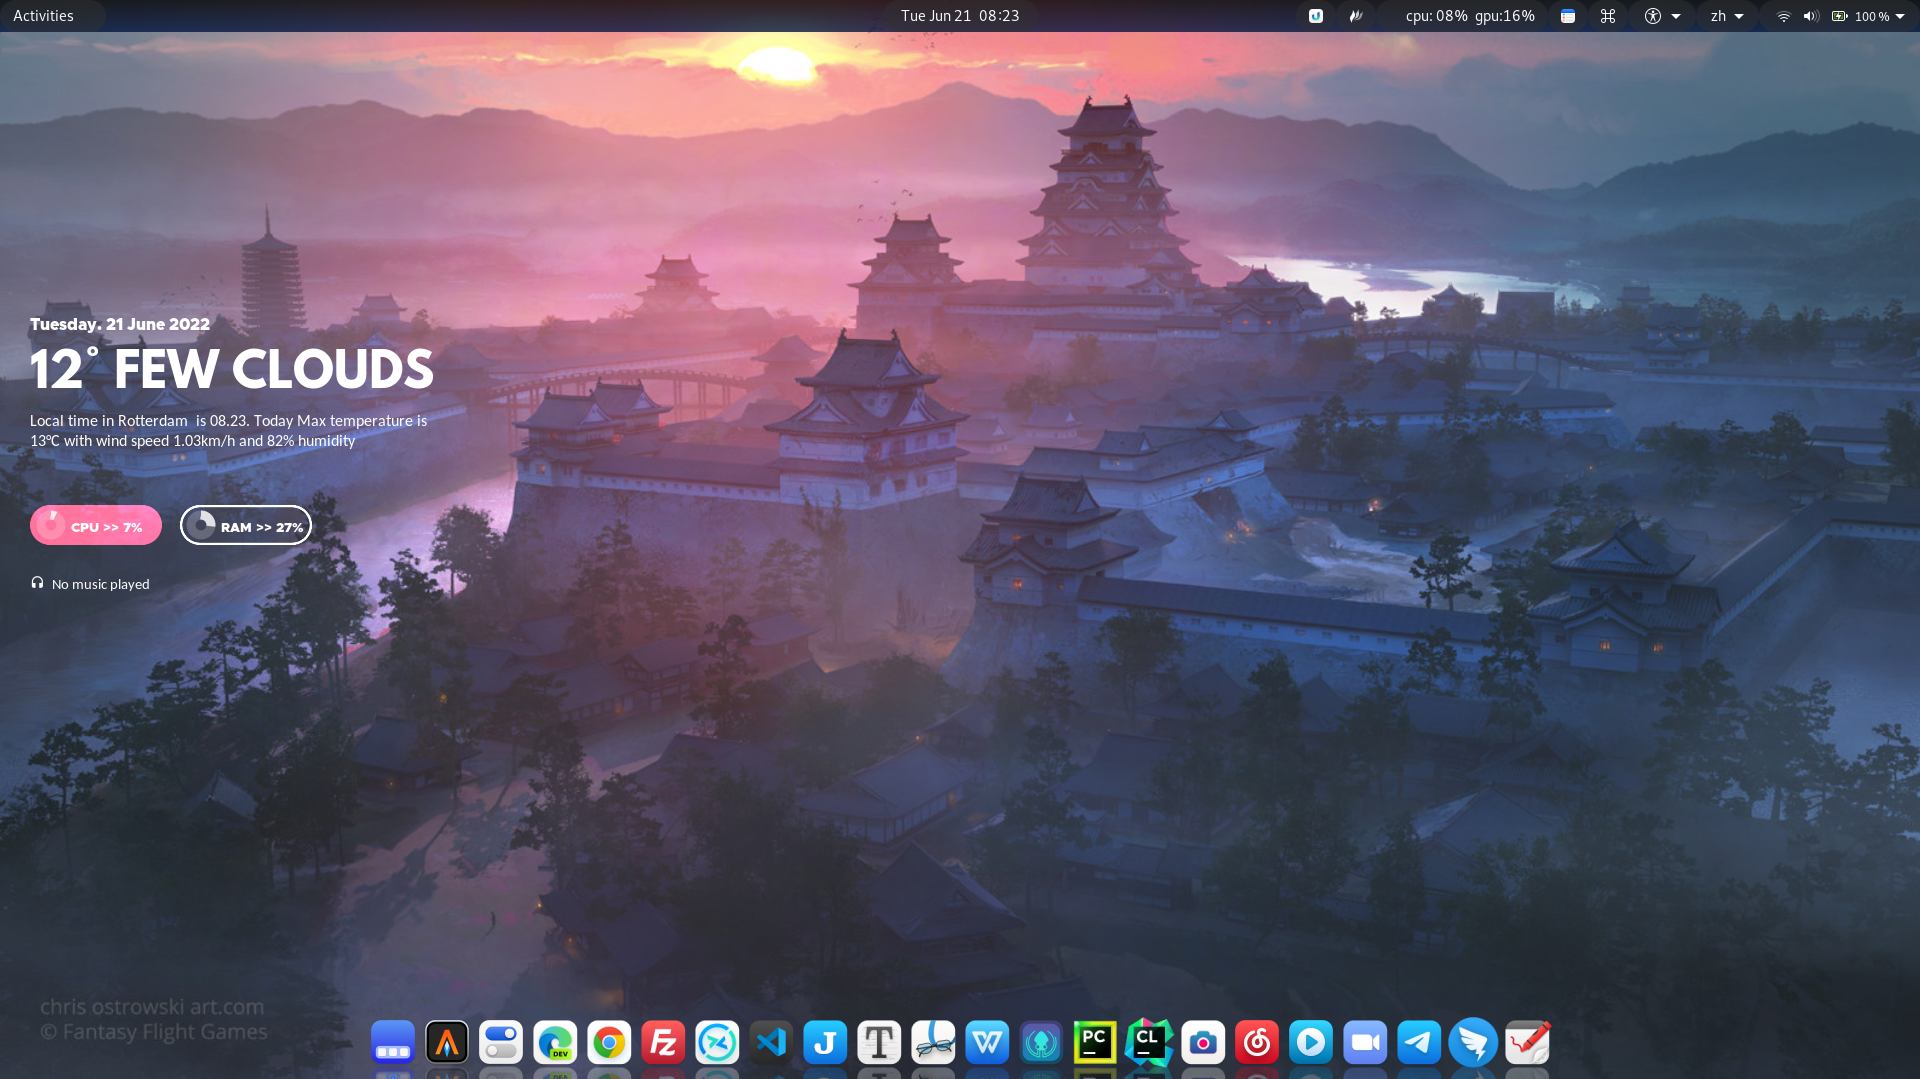 Activities
Tue Jun 21 08:23
cpu: 08% gpu:16%
zh
100 %
Tuesday. 21 June 2022
12° FEW CLOUDS
Local time in Rotterdam is 08.23. Today Max temperature is
13°C with wind speed 1.03km/h and 82% humidity
CPU >> 7%
RAM >> 27%
No music played
chris ostrowski art.com
© Fantasy Flight Games
DEV
FZ
J
T
W
PC
CL